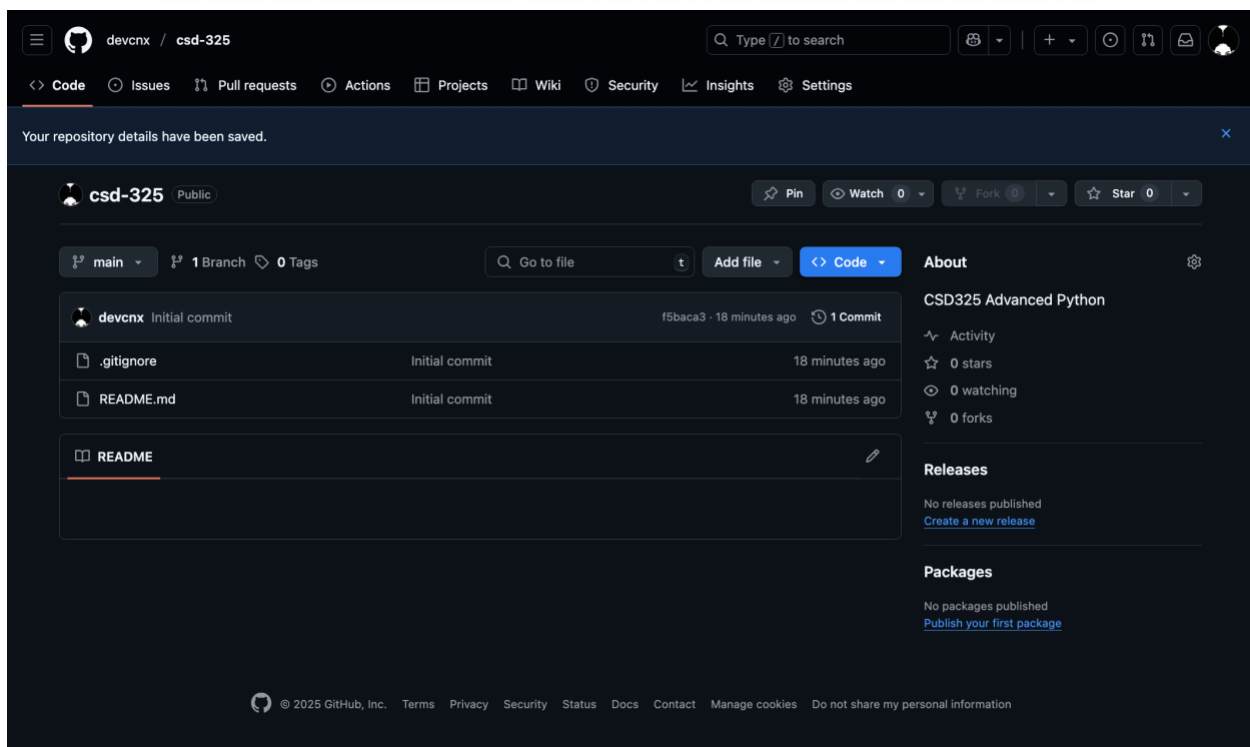 devcnx / csd-325 Type / to search
Code Issues Pull requests Actions Projects Wiki Security Insights Settings
Your repository details have been saved.
csd-325 Public Pin Watch 0 Fork 0 Star 0
main 1 Branch 0 Tags Go to file t Add file Code
devcnx Initial commit f5baca3 · 18 minutes ago 1 Commit
.gitignore Initial commit 18 minutes ago
README.md Initial commit 18 minutes ago
README
About
CSD325 Advanced Python
Activity
0 stars
0 watching
0 forks
Releases
No releases published
Create a new release
Packages
No packages published
Publish your first package
© 2025 GitHub, Inc. Terms Privacy Security Status Docs Contact Manage cookies Do not share my personal information